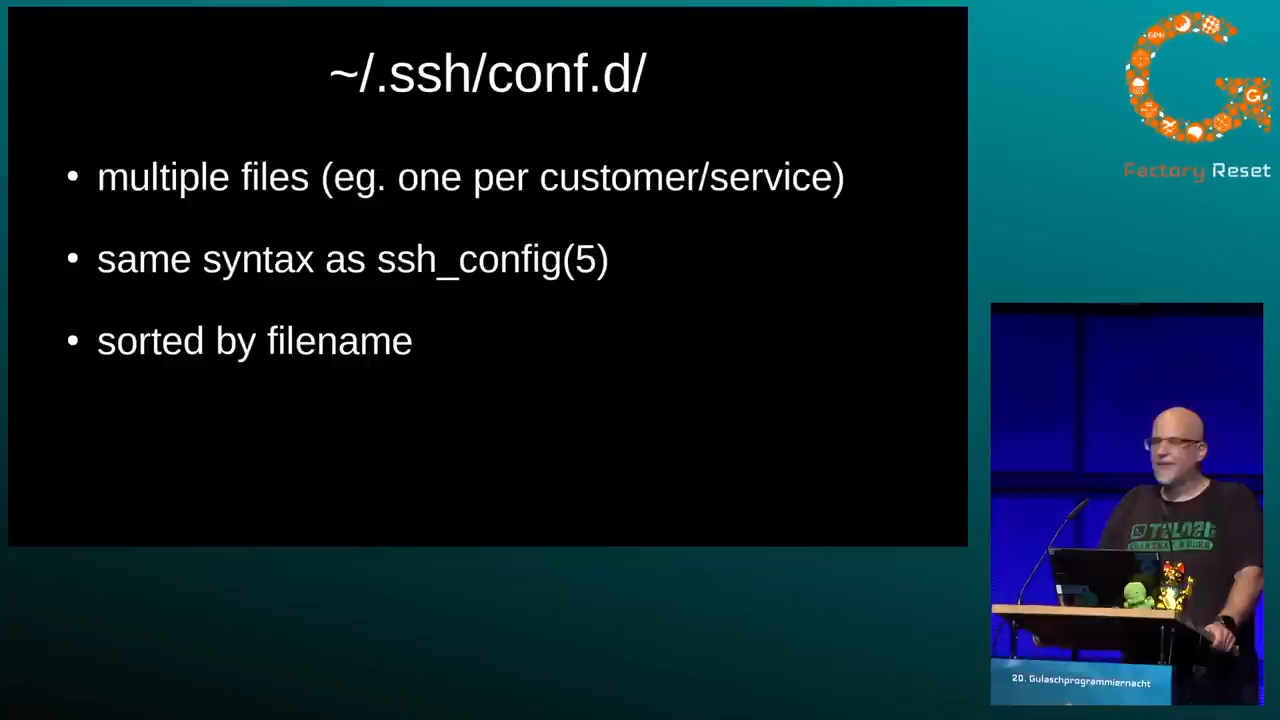 ~/.ssh/conf.d/
• multiple files (eg. one per customer/service)
• same syntax as ssh_config(5)
• sorted by filename
Factory Reset
20. Gulaschprogrammiernacht